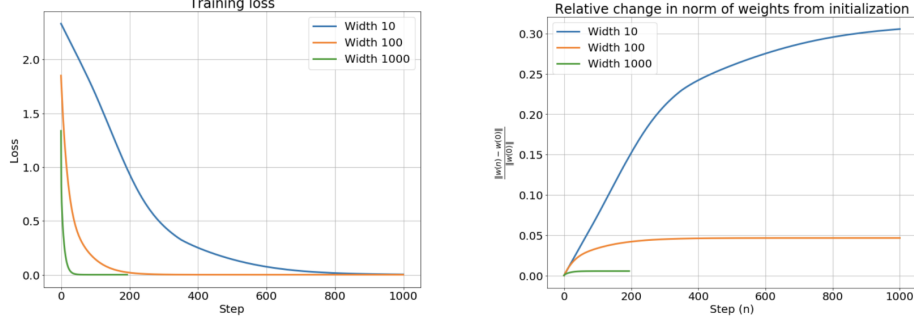 Training loss
Width 10
Width 100
Width 1000
2.0
1.5
1.0
0.5
0.0
Loss
0
200
400
600
800
1000
Step
Relative change in norm of weights from initialization
Width 10
Width 100
Width 1000
0.30
0.25
0.20
0.15
0.10
0.05
0.00
‖w(n) − w(0)‖
‖w(0)‖
0
200
400
600
800
1000
Step (n)